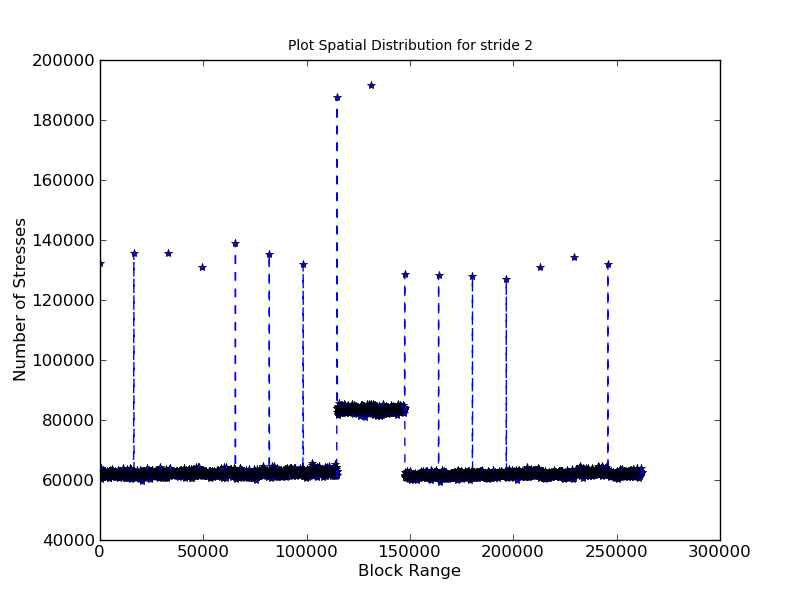 Plot Spatial Distribution for stride 2
200000
180000
160000
140000
120000
100000
80000
60000
40000
Number of Stresses
0 50000 100000 150000 200000 250000 300000
Block Range